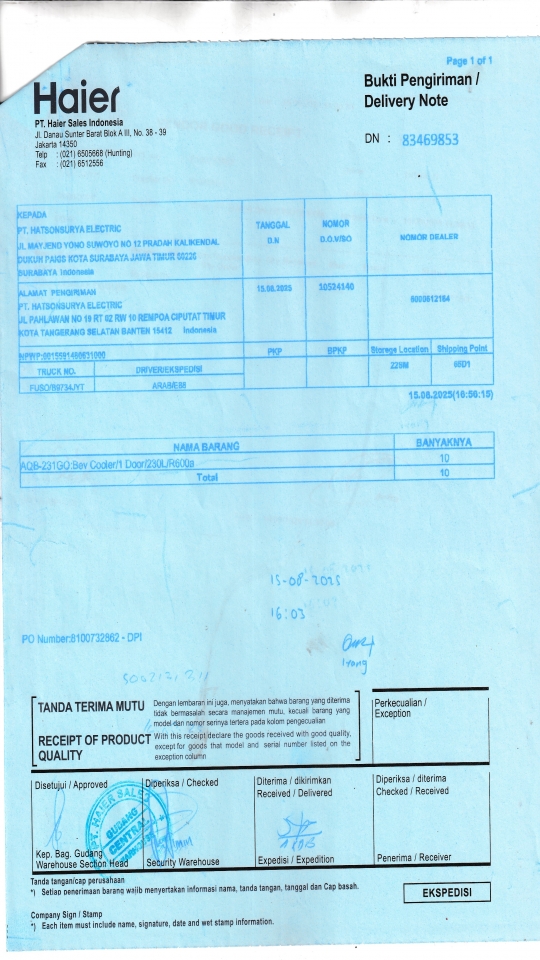 Page 1 of 1
Haier
Bukti Pengiriman /
Delivery Note
PT. Haier Sales Indonesia
Jl. Danau Sunter Barat Blok A III, No. 38 - 39
Jakarta 14350
Telp : (021) 6505668 (Hunting)
Fax : (021) 6512556
DN : 83469853
KEPADA
PT. HATSONSURYA ELECTRIC
JL MAYJEND YONO SUWOYO NO 12 PRADAH KALIKENDAL
DUKUH PAKIS KOTA SURABAYA JAWA TIMUR 60226
SURABAYA Indonesia
TANGGAL
D.N
NOMOR
D.O.V/SO
NOMOR DEALER
ALAMAT PENGIRIMAN
PT. HATSONSURYA ELECTRIC
JL PAHLAWAN NO 19 RT 02 RW 10 REMPOA CIPUTAT TIMUR
KOTA TANGERANG SELATAN BANTEN 15412 Indonesia
15.08.2025
30524140
NPWP:
PKP
BPKP
Storage Location
Shipping Point
TRUCK NO.
DRIVER/EKSPEDISI
225M
FUSO/B9734JYT
15.08.2025(16:50:15)
NAMA BARANG
BANYAKNYA
AQB-231GO:Bev Cooler/1 Door/230L/R600a
10
Total
10
15-08-2025
16:03
PO Number:8100732862 - DPI
TANDA TERIMA MUTU
Dengan lembaran ini juga, menyatakan bahwa barang yang diterima
tidak bermasalah secara manajemen mutu, kecuali barang yang
model dan nomor serinya tertera pada kolom pengecualian
RECEIPT OF PRODUCT
QUALITY
With this receipt declare the goods received with good quality,
except for goods that model and serial number listed on the
exception column
Perkecualian /
Exception
Disetujui / Approved
Diperiksa / Checked
Diterima / dikirimkan
Received / Delivered
Diperiksa / diterima
Checked / Received
PT. HAIER SALES
GUDANG
CENTRAL
Kep. Bag. Gudang
Warehouse Section Head
Security Warehouse
Expedisi / Expedition
Penerima / Receiver
Tanda tangan/cap perusahaan
*) Setiap penerimaan barang wajib menyertakan informasi nama, tanda tangan, tanggal dan Cap basah.
EKSPEDISI
Company Sign / Stamp
*) Each item must include name, signature, date and wet stamp information.